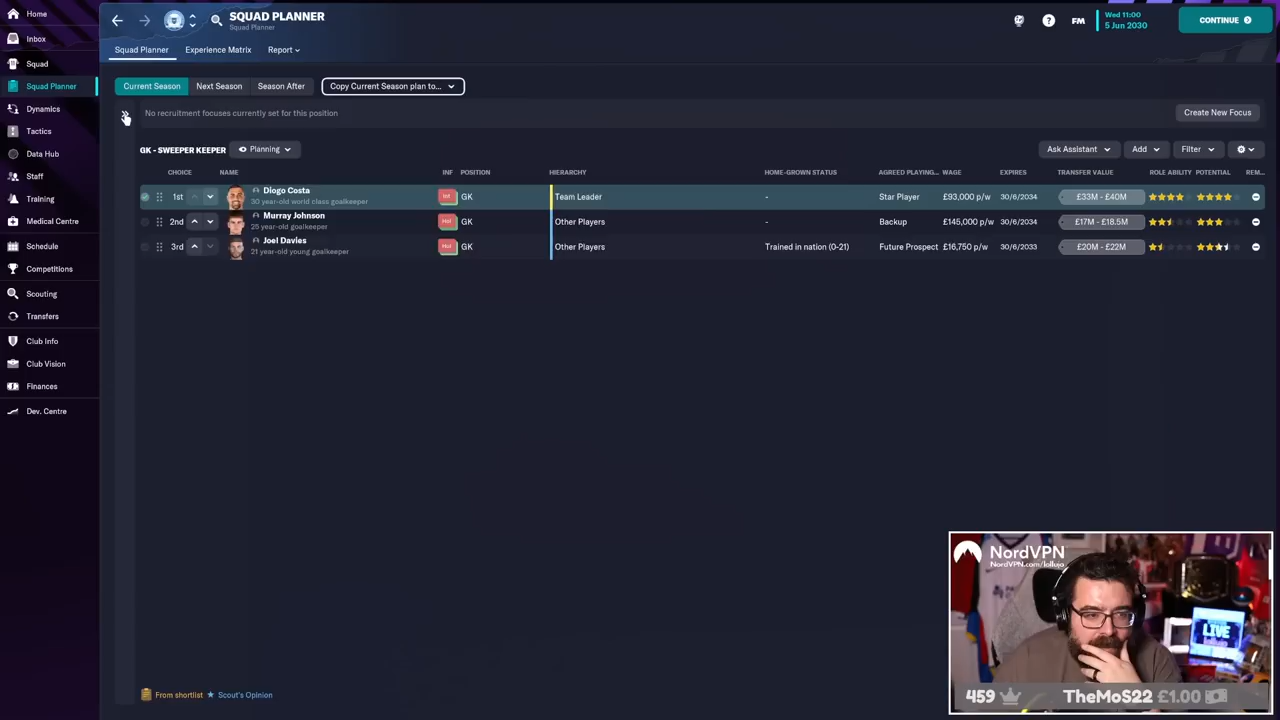 Home
Inbox
Squad
Squad Planner
Dynamics
Tactics
Data Hub
Staff
Training
Medical Centre
Schedule
Competitions
Scouting
Transfers
Club Info
Club Vision
Finances
Dev. Centre
SQUAD PLANNER
Squad Planner
FM
Wed 11:00
5 Jun 2030
CONTINUE
Squad Planner Experience Matrix Report
Current Season Next Season Season After Copy Current Season plan to...
No recruitment focuses currently set for this position Create New Focus
GK - SWEEPER KEEPER Planning Ask Assistant Add Filter
CHOICE NAME INF POSITION HIERARCHY HOME-GROWN STATUS AGREED PLAYING... WAGE EXPIRES TRANSFER VALUE ROLE ABILITY POTENTIAL REM...
1st Diogo Costa GK Team Leader - Star Player £93,000 p/w 30/6/2034 £33M - £40M
30 year-old world class goalkeeper
2nd Murray Johnson Hol GK Other Players - Backup £145,000 p/w 30/6/2034 £17M - £18.5M
25 year-old goalkeeper
3rd Joel Davies Hol GK Other Players Trained in nation (0-21) Future Prospect £16,750 p/w 30/6/2033 £20M - £22M
21 year-old young goalkeeper
From shortlist Scout's Opinion
NordVPN
NordVPN.com/lollujo
LIVE
459 TheMoS22 £1.00